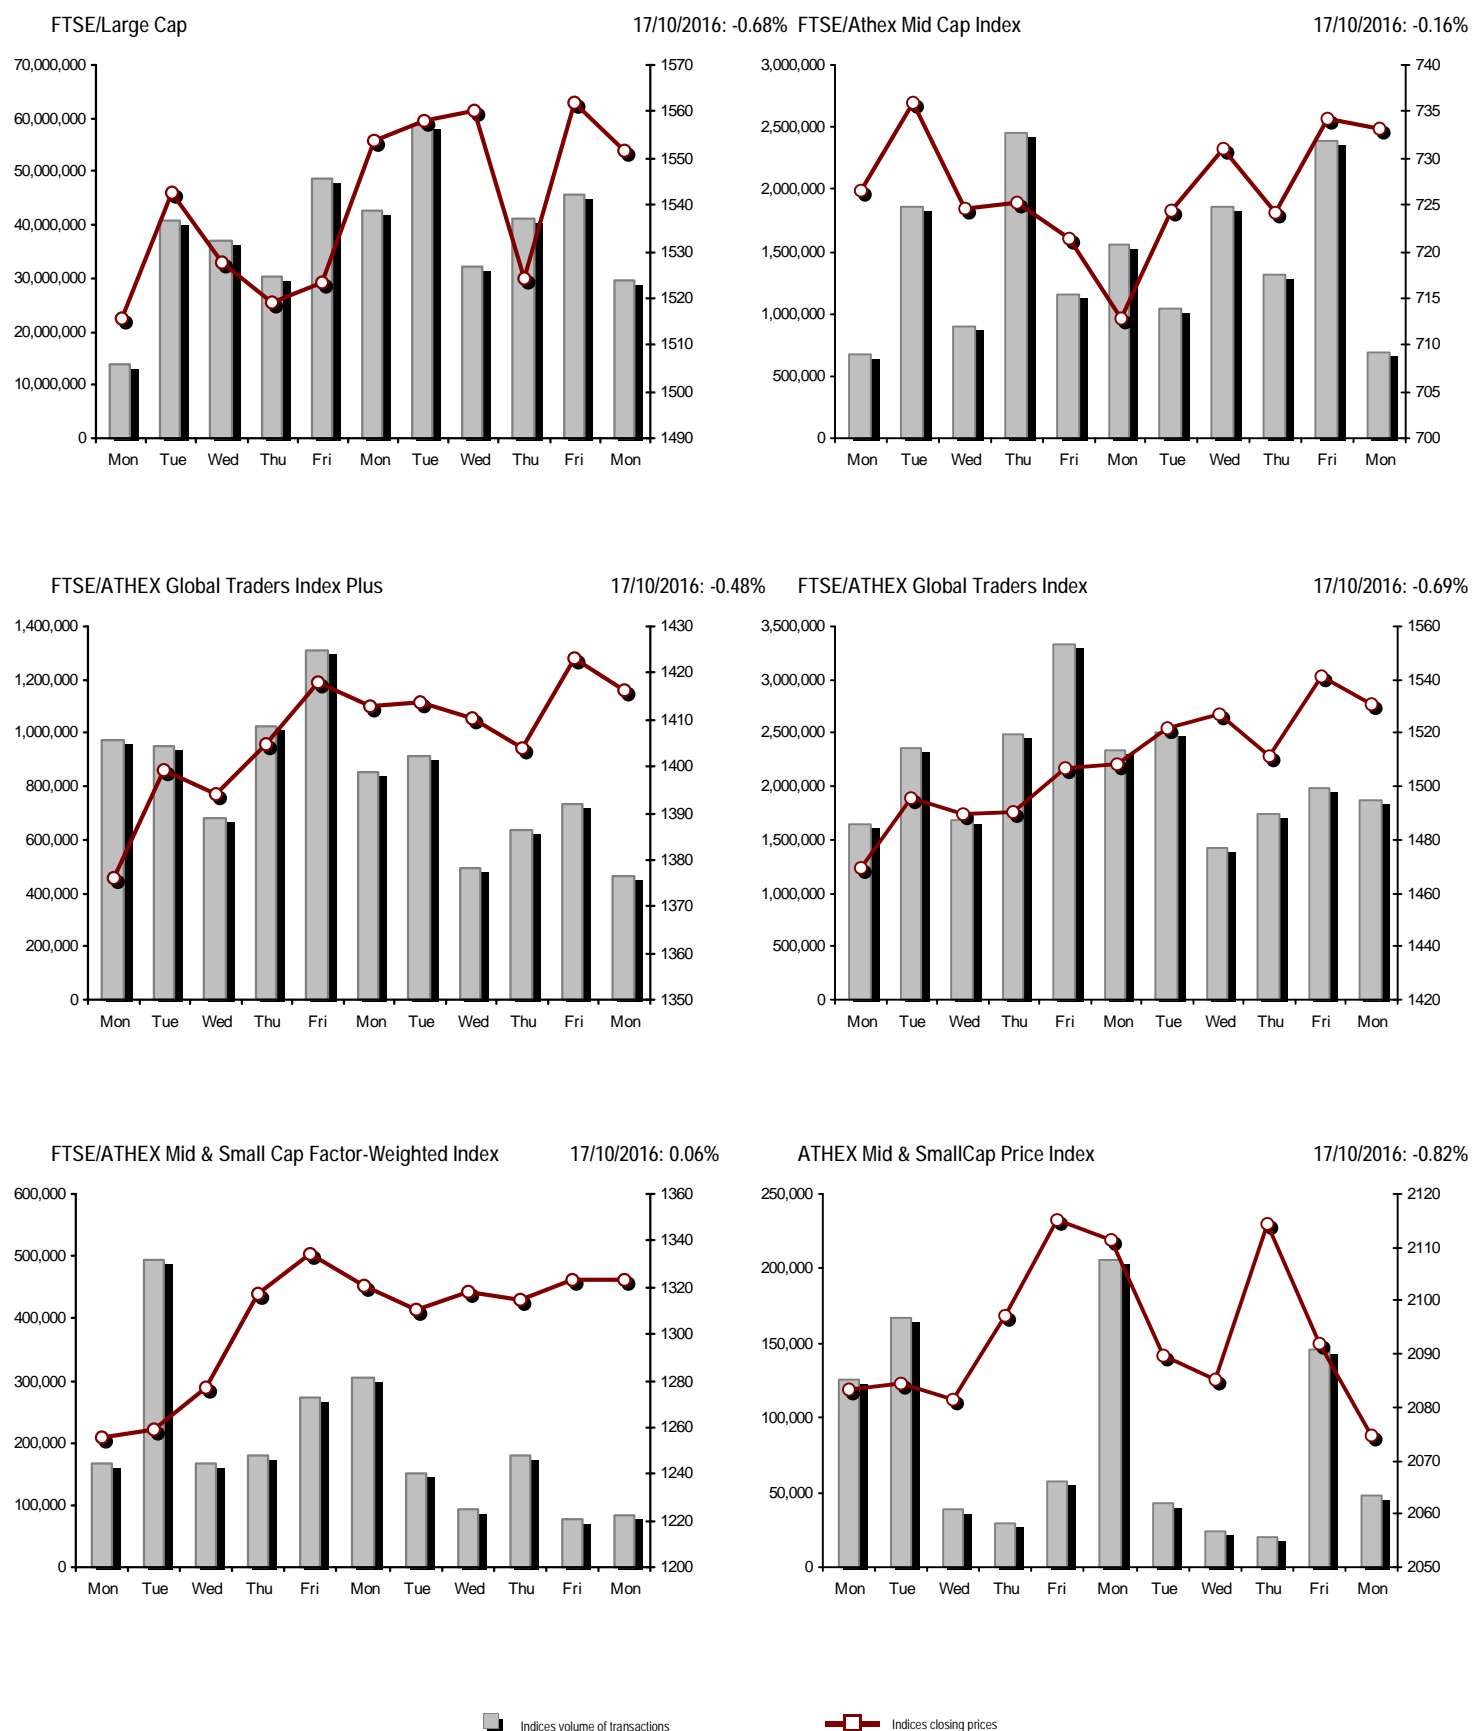 FTSE/Large Cap 17/10/2016: -0.68% FTSE/Athex Mid Cap Index 17/10/2016: -0.16%
70,000,000 1570 3,000,000 740
60,000,000 1560 2,500,000 735
50,000,000 1550 2,000,000 730
40,000,000 1540 1,500,000 725
30,000,000 1530 1,000,000 720
20,000,000 1520 500,000 715
10,000,000 1510 0 710
0 1500 705
1490 700
Mon Tue Wed Thu Fri Mon Tue Wed Thu Fri Mon Mon Tue Wed Thu Fri Mon Tue Wed Thu Fri Mon
FTSE/ATHEX Global Traders Index Plus 17/10/2016: -0.48% FTSE/ATHEX Global Traders Index 17/10/2016: -0.69%
1,400,000 1430 3,500,000 1560
1,200,000 1420 3,000,000 1540
1,000,000 1410 2,500,000 1520
800,000 1400 2,000,000 1500
600,000 1390 1,500,000 1480
400,000 1380 1,000,000 1460
200,000 1370 500,000 1440
0 1360 0 1420
1350
Mon Tue Wed Thu Fri Mon Tue Wed Thu Fri Mon Mon Tue Wed Thu Fri Mon Tue Wed Thu Fri Mon
FTSE/ATHEX Mid & Small Cap Factor-Weighted Index 17/10/2016: 0.06% ATHEX Mid & SmallCap Price Index 17/10/2016: -0.82%
600,000 1360 250,000 2120
500,000 1340 200,000 2110
400,000 1320 150,000 2100
300,000 1300 100,000 2090
200,000 1280 50,000 2080
100,000 1260 0 2070
0 1240 2060
1220 2050
1200
Mon Tue Wed Thu Fri Mon Tue Wed Thu Fri Mon Mon Tue Wed Thu Fri Mon Tue Wed Thu Fri Mon
Indices volume of transactions Indices closing prices